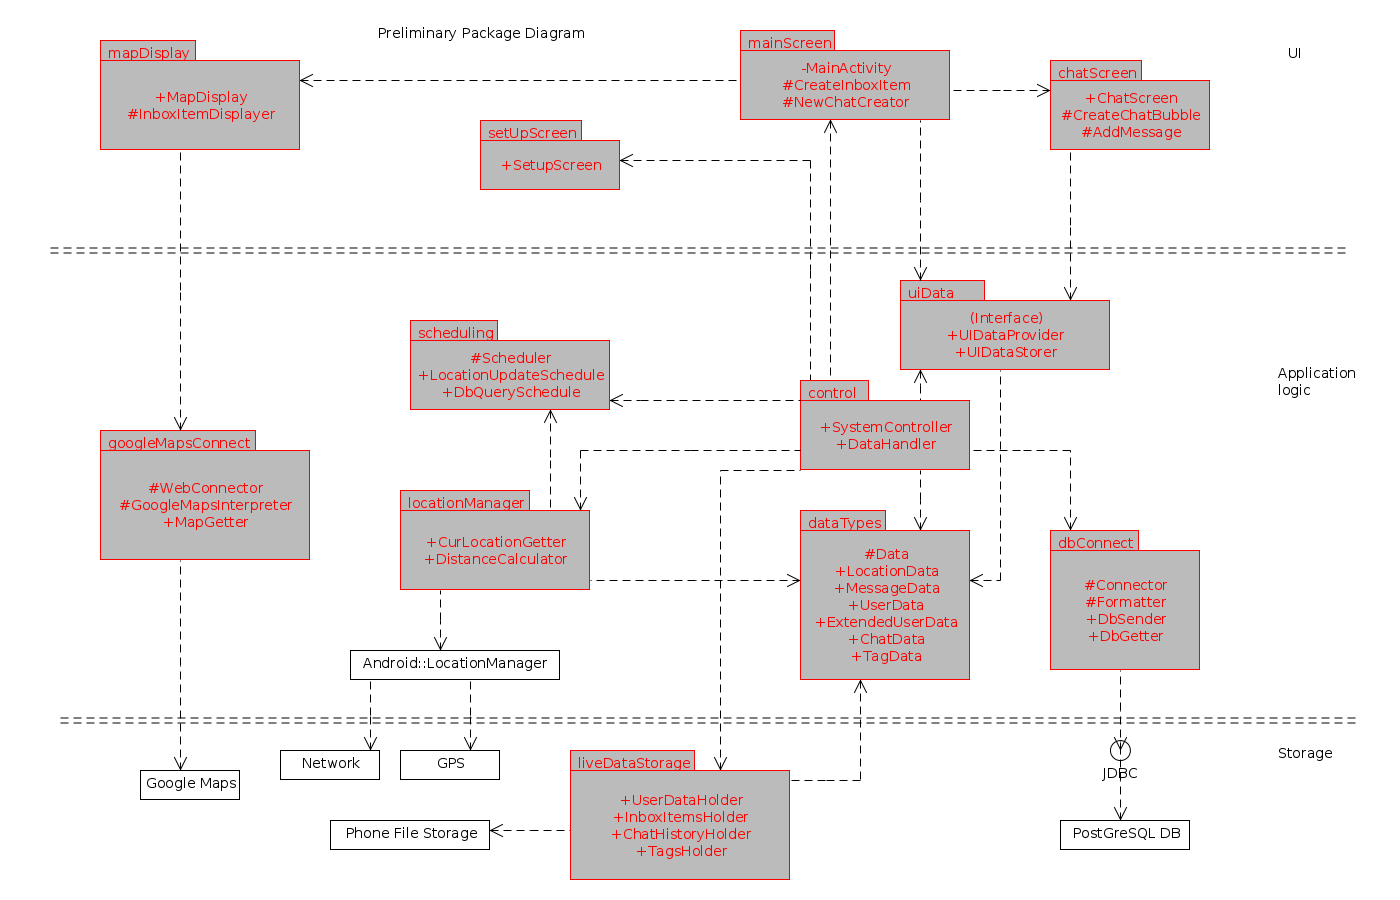 Preliminary Package Diagram
UI
mapDisplay
+MapDisplay
#InboxItemDisplayer
mainScreen
-MainActivity
#CreateInboxItem
#NewChatCreator
chatScreen
+ChatScreen
#CreateChatBubble
#AddMessage
setUpScreen
+SetupScreen
uiData
(Interface)
+UIDataProvider
+UIDataStorer
scheduling
#Scheduler
+LocationUpdateSchedule
+DbQuerySchedule
Application
logic
control
+SystemController
+DataHandler
googleMapsConnect
#WebConnector
#GoogleMapsInterpreter
+MapGetter
locationManager
+CurLocationGetter
+DistanceCalculator
dataTypes
#Data
+LocationData
+MessageData
+UserData
+ExtendedUserData
+ChatData
+TagData
dbConnect
#Connector
#Formatter
+DbSender
+DbGetter
Android::LocationManager
Storage
Network
GPS
Google Maps
liveDataStorage
+UserDataHolder
+InboxItemsHolder
+ChatHistoryHolder
+TagsHolder
JDBC
Phone File Storage
PostGreSQL DB